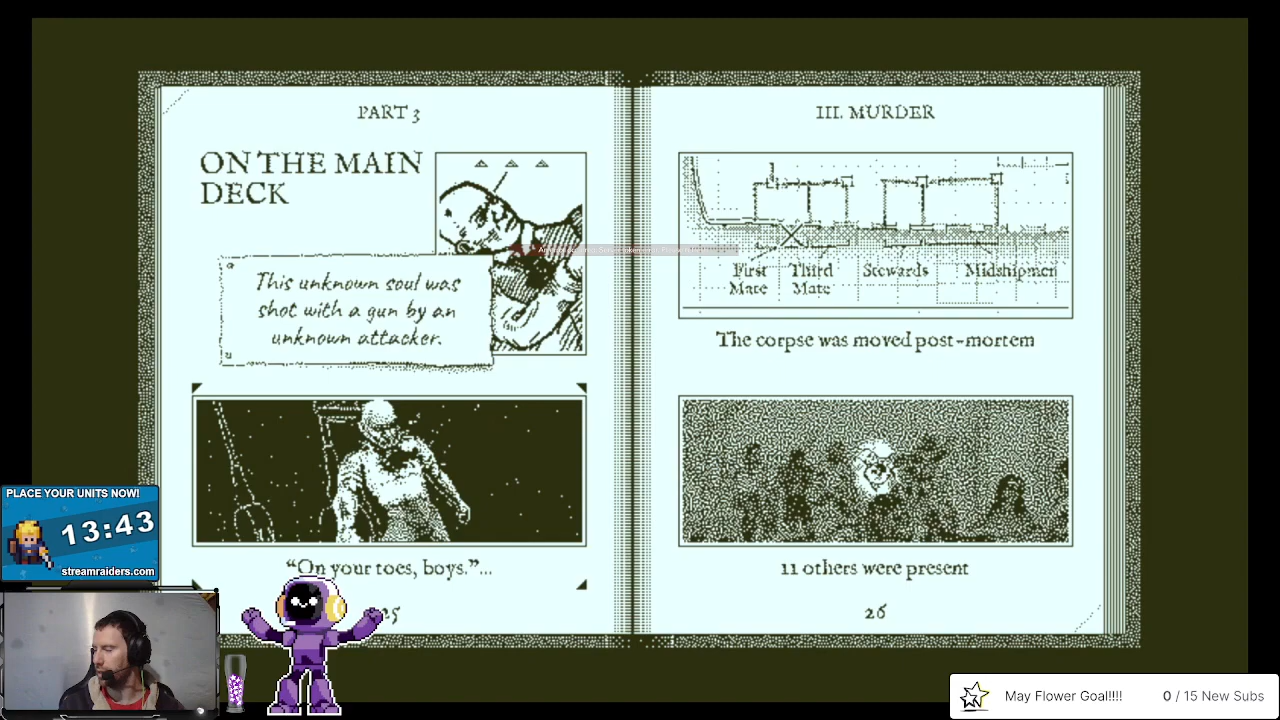 PART 3
ON THE MAIN
DECK
This unknown soul was
shot with a gun by an
unknown attacker.
"On your toes, boys."...
III. MURDER
First
Mate
Third
Mate
Stewards
Midshipmen
The corpse was moved post-mortem
11 others were present
26
PLACE YOUR UNITS NOW!
13:43
streamraiders.com
May Flower Goal!!!! 0 / 15 New Subs